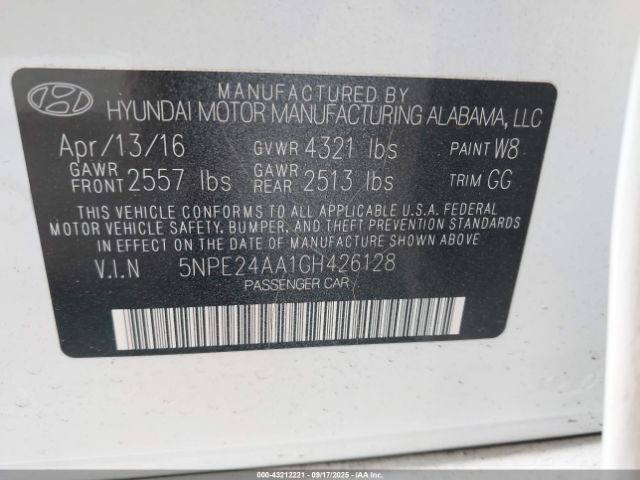 MANUFACTURED BY
HYUNDAI MOTOR MANUFACTURING ALABAMA, LLC
Apr/13/16 GVWR 4321 lbs PAINT W8
GAWR FRONT 2557 lbs GAWR REAR 2513 lbs TRIM GG
THIS VEHICLE CONFORMS TO ALL APPLICABLE U.S.A. FEDERAL
MOTOR VEHICLE SAFETY, BUMPER, AND THEFT PREVENTION STANDARDS
IN EFFECT ON THE DATE OF MANUFACTURE SHOWN ABOVE.
V.I.N 5NPE24AA1GH426128
PASSENGER CAR
000-43212221 | 09/17/2025 | COPYRIGHT IAA, LLC.